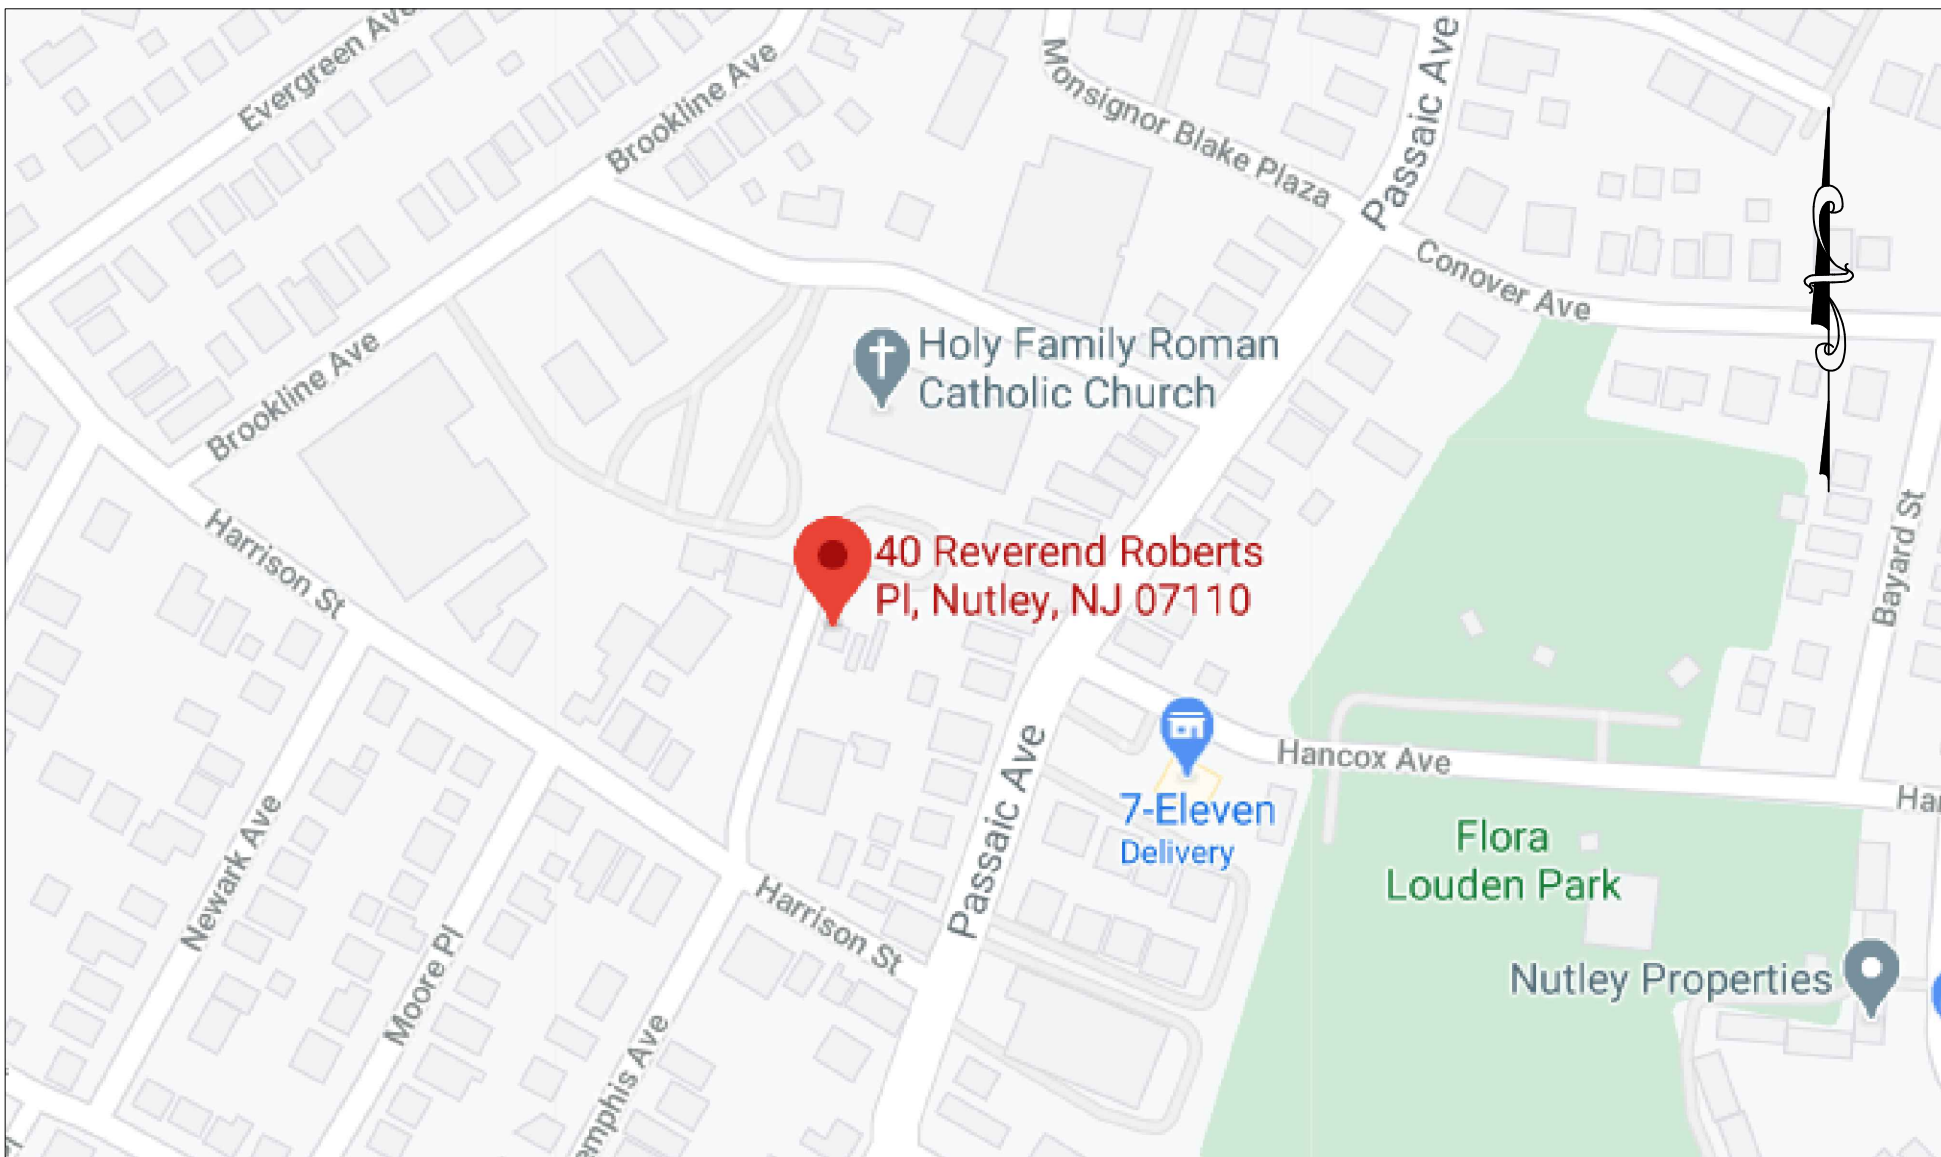 Evergreen Ave
Brookline Ave
Monsignor Blake Plaza
Passaic Ave
Conover Ave
Holy Family Roman
Catholic Church
Brookline Ave
Harrison St
40 Reverend Roberts
Pl, Nutley, NJ 07110
Bayard St
Hancox Ave
7-Eleven
Delivery
Flora
Louden Park
Passaic Ave
Newark Ave
Moore Pl
Harrison St
Nutley Properties